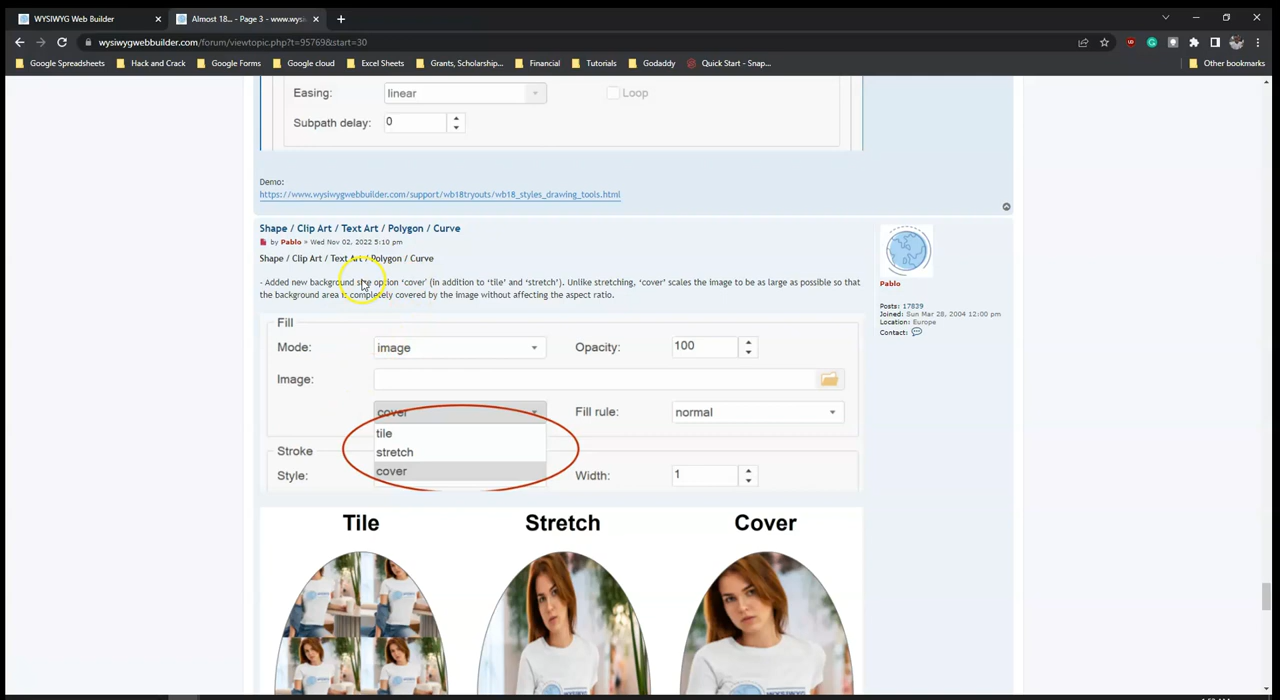 WYSIWYG Web Builder
Almost 18... - Page 3 - www.wys
wysiwygwebbuilder.com/forum/viewtopic.php?t=95769&start=30
Google Spreadsheets Hack and Crack Google Forms Google cloud Excel Sheets Grants, Scholarship... Financial Tutorials Godaddy Quick Start - Snap... Other bookmarks
Easing: linear Loop
Subpath delay: 0
Demo:
https://www.wysiwygwebbuilder.com/support/wb18tryouts/wb18_styles_drawing_tools.html
Shape / Clip Art / Text Art / Polygon / Curve
by Pablo » Wed Nov 02, 2022 5:10 pm
Shape / Clip Art / Text Art / Polygon / Curve
- Added new background size option 'cover' (in addition to 'tile' and 'stretch'). Unlike stretching, 'cover' scales the image to be as large as possible so that
the background area is completely covered by the image without affecting the aspect ratio.
Pablo
Posts: 17839
Joined: Sun Mar 28, 2004 12:00 pm
Location: Europe
Contact:
Fill
Mode: image Opacity: 100
Image:
cover Fill rule: normal
tile
stretch
cover
Stroke
Style: Width: 1
Tile Stretch Cover